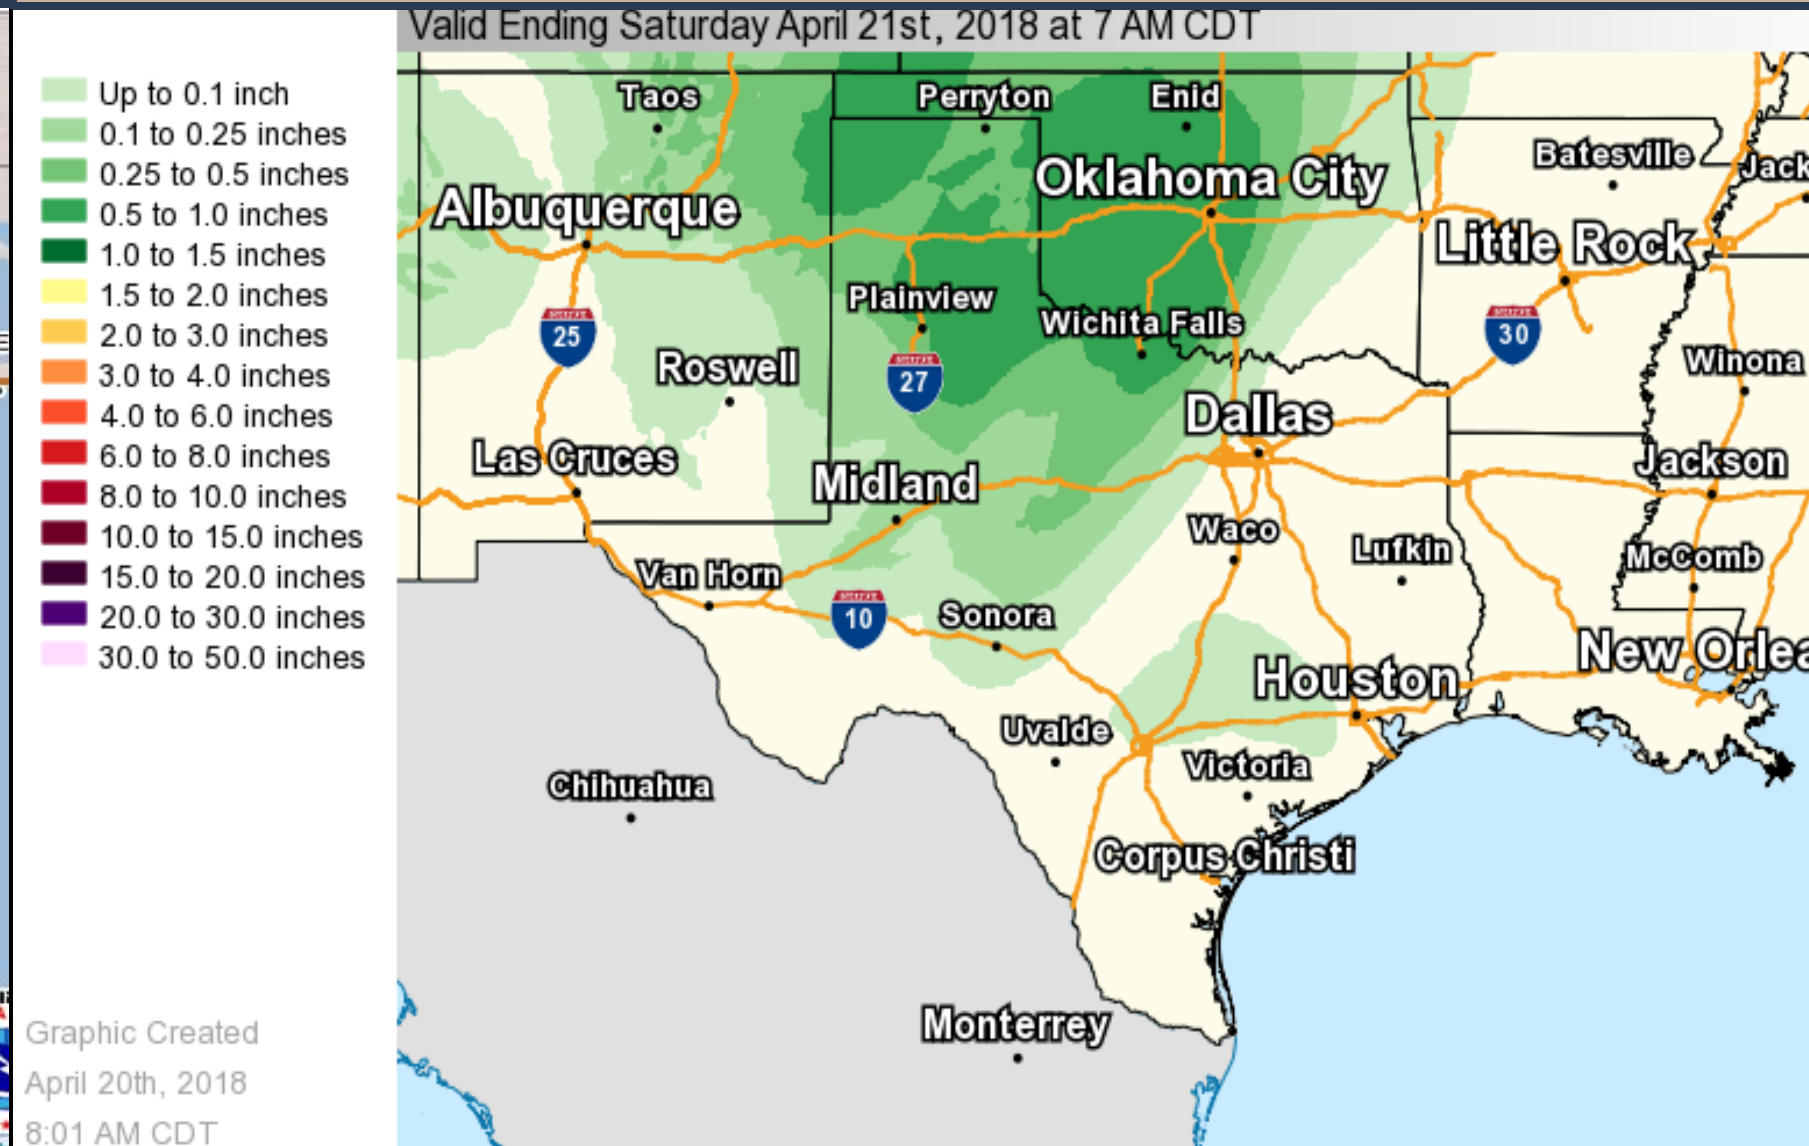 Valid Ending Saturday April 21st, 2018 at 7 AM CDT
Up to 0.1 inch
0.1 to 0.25 inches
0.25 to 0.5 inches
0.5 to 1.0 inches
1.0 to 1.5 inches
1.5 to 2.0 inches
2.0 to 3.0 inches
3.0 to 4.0 inches
4.0 to 6.0 inches
6.0 to 8.0 inches
8.0 to 10.0 inches
10.0 to 15.0 inches
15.0 to 20.0 inches
20.0 to 30.0 inches
30.0 to 50.0 inches
Graphic Created
April 20th, 2018
8:01 AM CDT
Taos
Perryton
Enid
Batesville
Jack
Oklahoma City
Albuquerque
Little Rock
Plainview
Wichita Falls
25
30
Roswell
27
Winona
Dallas
Las Cruces
Midland
Jackson
Waco
Lufkin
McComb
Van Horn
10
Sonora
New Orlea
Houston
Uvalde
Victoria
Chihuahua
Corpus Christi
Monterrey